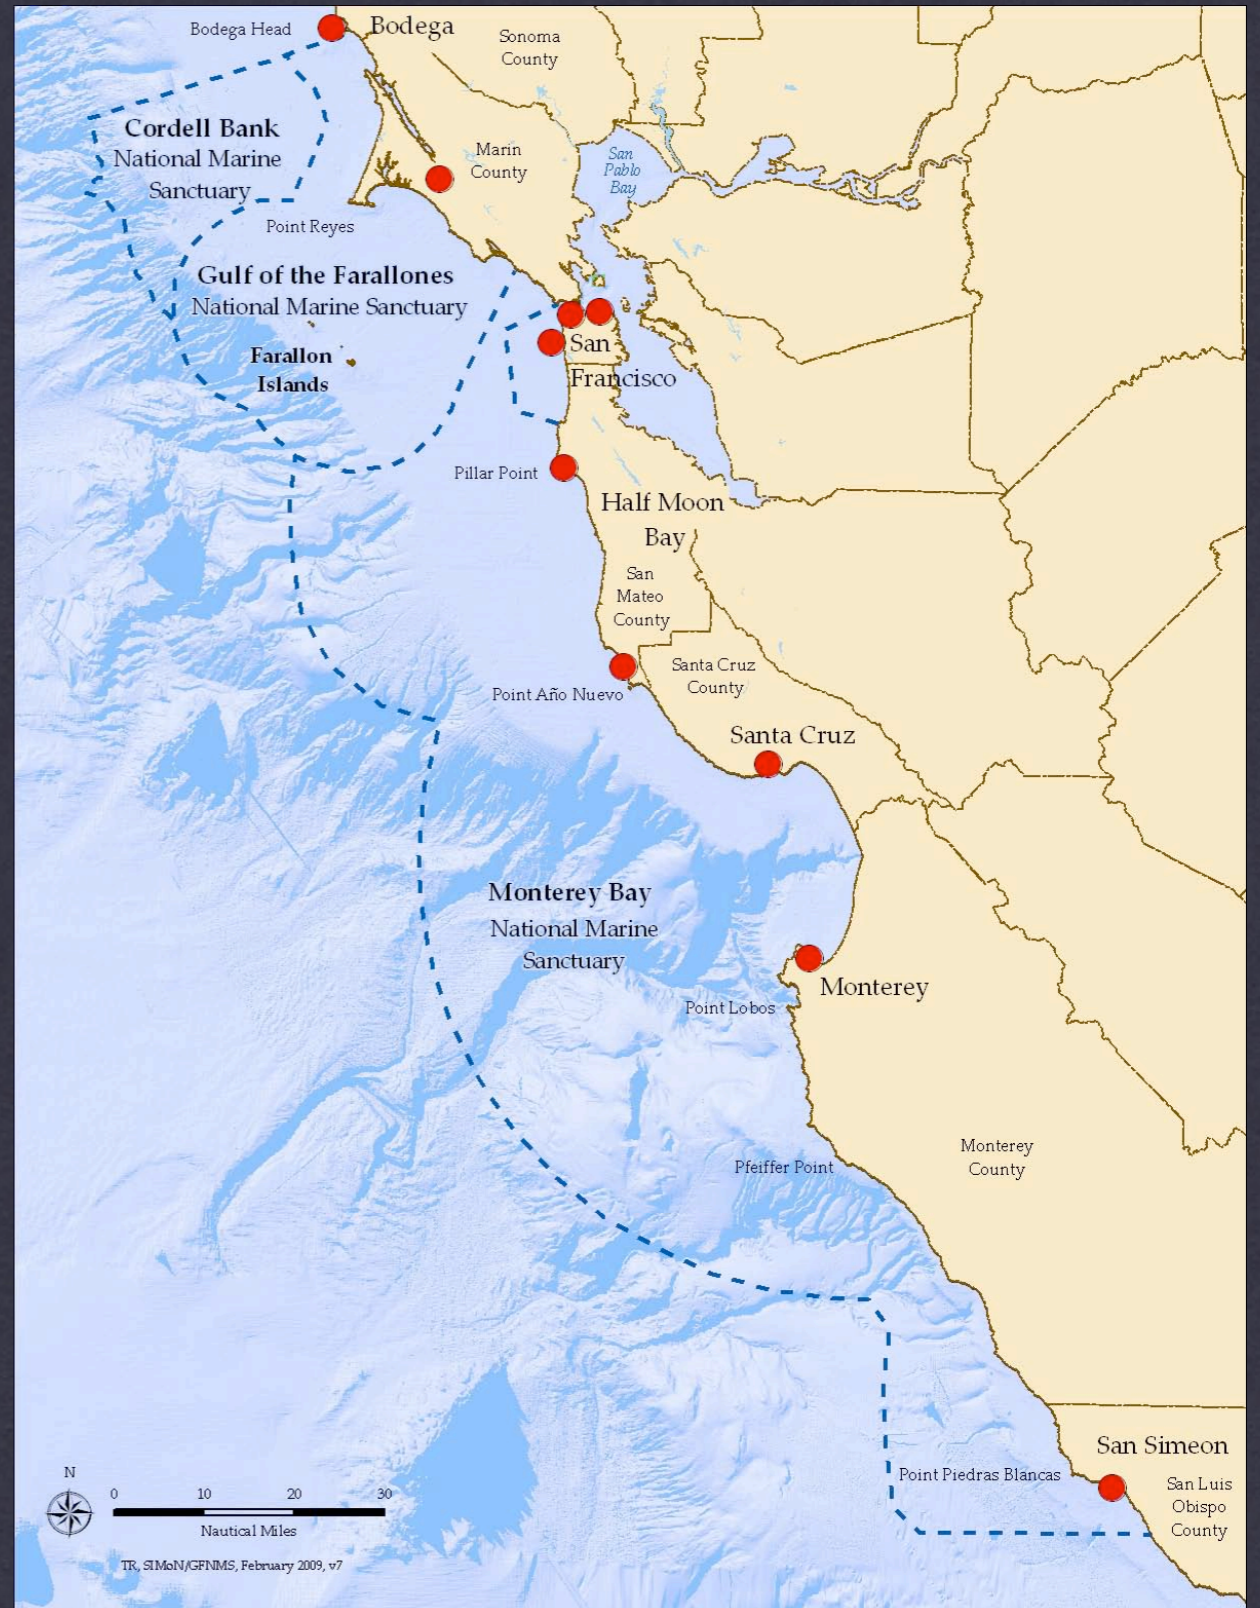 Bodega Head
Bodega
Sonoma
County
Cordell Bank
National Marine
Sanctuary
Marin
County
San
Pablo
Bay
Point Reyes
Gulf of the Farallones
National Marine Sanctuary
Farallon
Islands
San
Francisco
Pillar Point
Half Moon
Bay
San
Mateo
County
Santa Cruz
County
Point Año Nuevo
Santa Cruz
Monterey Bay
National Marine
Sanctuary
Monterey
Point Lobos
Monterey
County
Pfeiffer Point
San Simeon
Point Piedras Blancas
San Luis
Obispo
County
N
0 10 20 30
Nautical Miles
TR, SIMoN/GFNMS, February 2009, v7